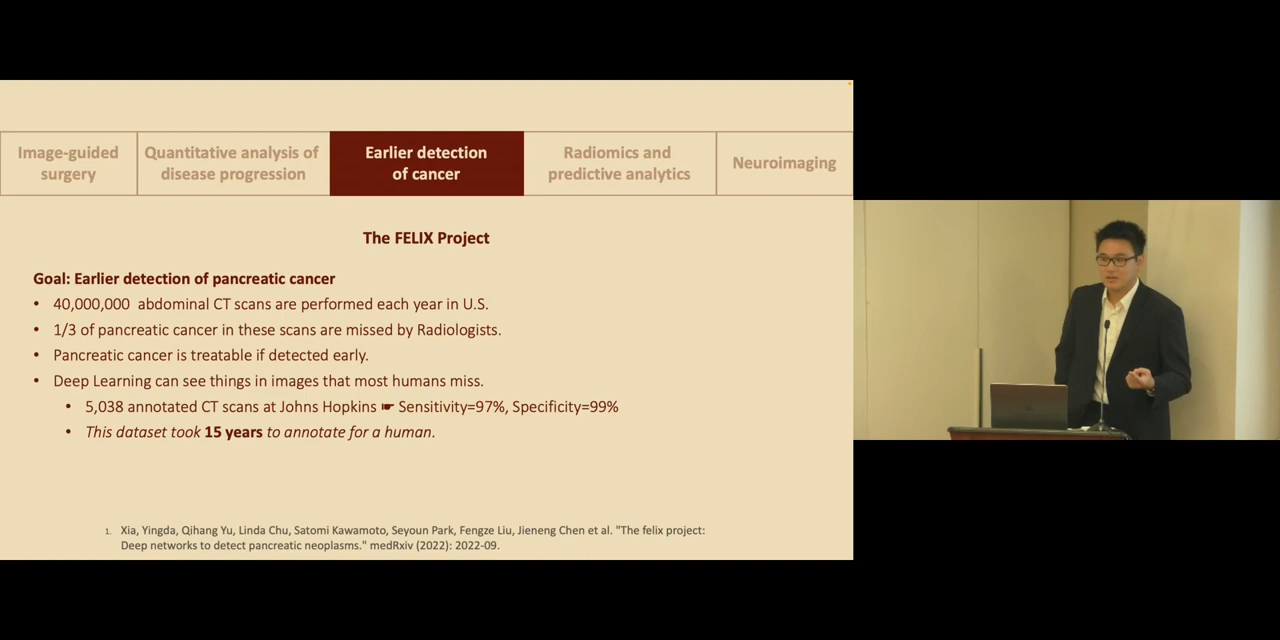 Image-guided
surgery
Quantitative analysis of
disease progression
Earlier detection
of cancer
Radiomics and
predictive analytics
Neuroimaging
The FELIX Project
Goal: Earlier detection of pancreatic cancer
• 40,000,000 abdominal CT scans are performed each year in U.S.
• 1/3 of pancreatic cancer in these scans are missed by Radiologists.
• Pancreatic cancer is treatable if detected early.
• Deep Learning can see things in images that most humans miss.
• 5,038 annotated CT scans at Johns Hopkins ☛ Sensitivity=97%, Specificity=99%
• This dataset took 15 years to annotate for a human.
1. Xia, Yingda, Qihang Yu, Linda Chu, Satomi Kawamoto, Seyoun Park, Fengze Liu, Jieneng Chen et al. "The felix project:
Deep networks to detect pancreatic neoplasms." medRxiv (2022): 2022-09.